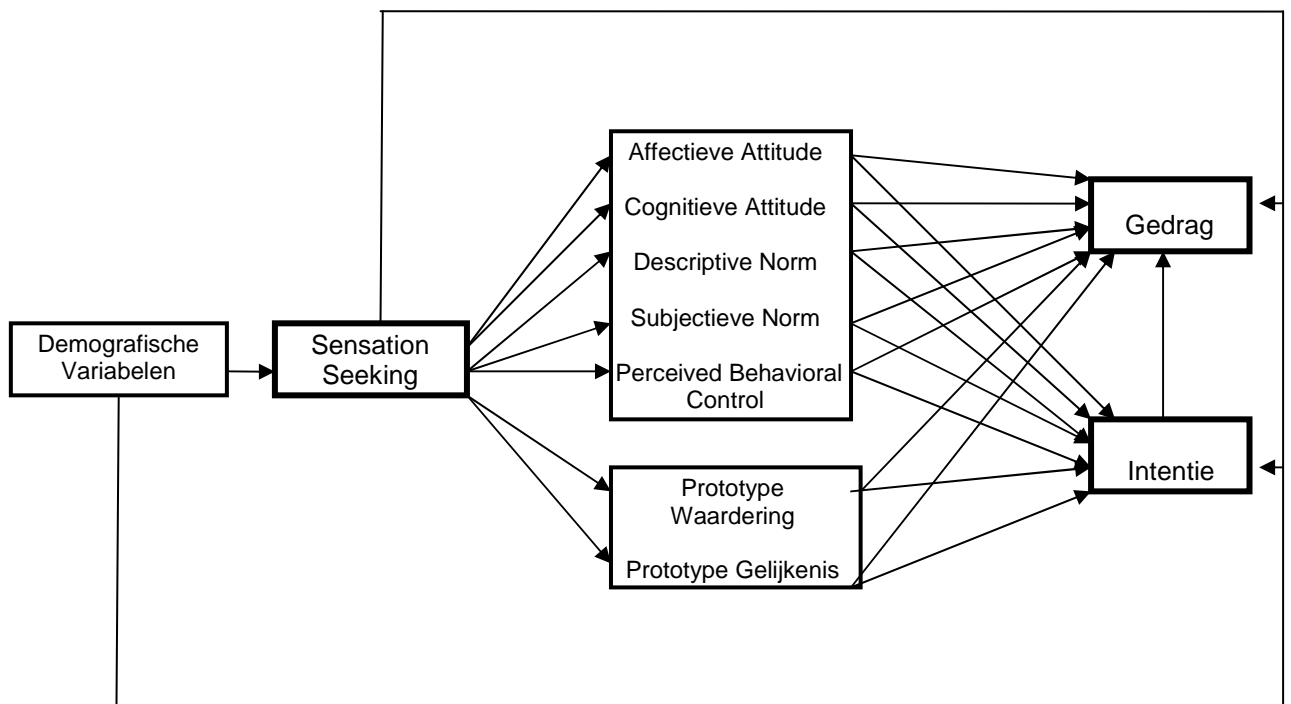 Demografische
Variabelen
Sensation
Seeking
Affectieve Attitude
Cognitieve Attitude
Descriptive Norm
Subjectieve Norm
Perceived Behavioral
Control
Prototype
Waardering
Prototype Gelijkenis
Gedrag
Intentie